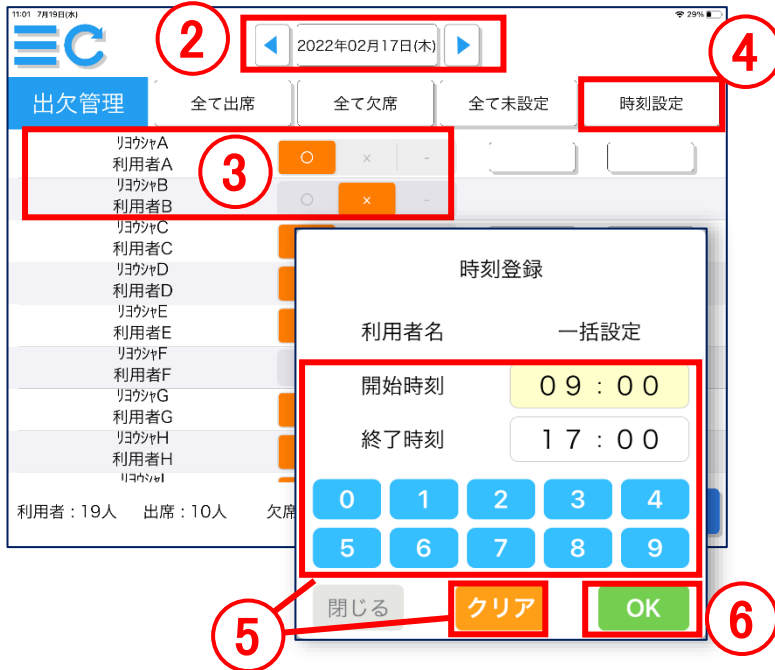 11:01 7月19日(水)
29%
②
2022年02月17日(木)
④
出欠管理 全て出席 全て欠席 全て未設定 時刻設定
③
ﾘﾖｳｼｬA
利用者A ○ × -
ﾘﾖｳｼｬB
利用者B ○ × -
ﾘﾖｳｼｬC
利用者C
ﾘﾖｳｼｬD
利用者D
ﾘﾖｳｼｬE
利用者E
ﾘﾖｳｼｬF
利用者F
ﾘﾖｳｼｬG
利用者G
ﾘﾖｳｼｬH
利用者H
利用者：19人 出席：10人 欠席
時刻登録
利用者名 一括設定
開始時刻 09：00
終了時刻 17：00
0 1 2 3 4
5 6 7 8 9
閉じる クリア OK
⑤
⑥